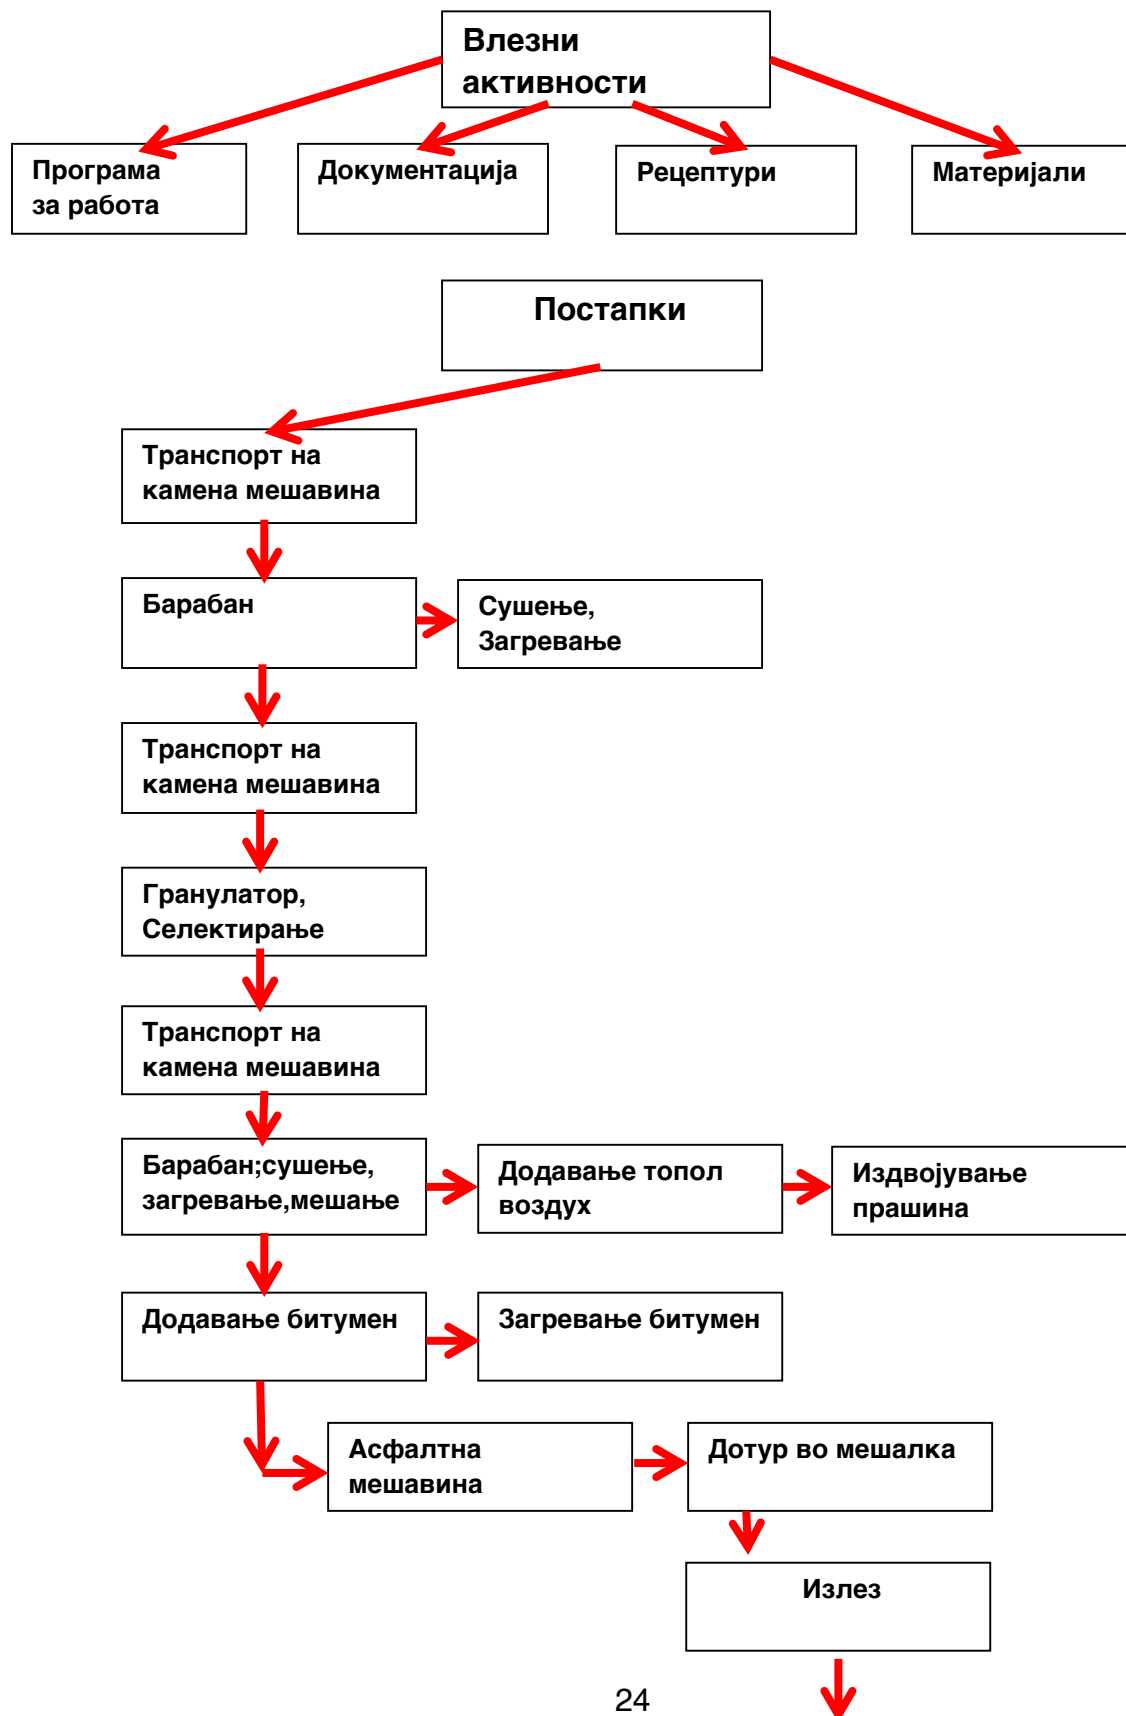 Влезни
активности
Програма
за работа
Документација
Рецептури
Материјали
Постапки
Транспорт на
камена мешавина
Барабан
Сушење,
Загревање
Транспорт на
камена мешавина
Гранулатор,
Селектирање
Транспорт на
камена мешавина
Барабан;сушење,
загревање,мешање
Додавање топол
воздух
Издвојување
прашина
Додавање битумен
Загревање битумен
Асфалтна
мешавина
Дотур во мешалка
Излез
24